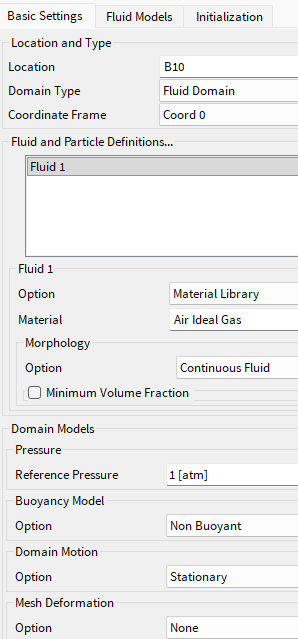 Basic Settings Fluid Models Initialization
Location and Type
Location B10
Domain Type Fluid Domain
Coordinate Frame Coord 0
Fluid and Particle Definitions...
Fluid 1
Fluid 1
Option Material Library
Material Air Ideal Gas
Morphology
Option Continuous Fluid
Minimum Volume Fraction
Domain Models
Pressure
Reference Pressure 1 [atm]
Buoyancy Model
Option Non Buoyant
Domain Motion
Option Stationary
Mesh Deformation
Option None